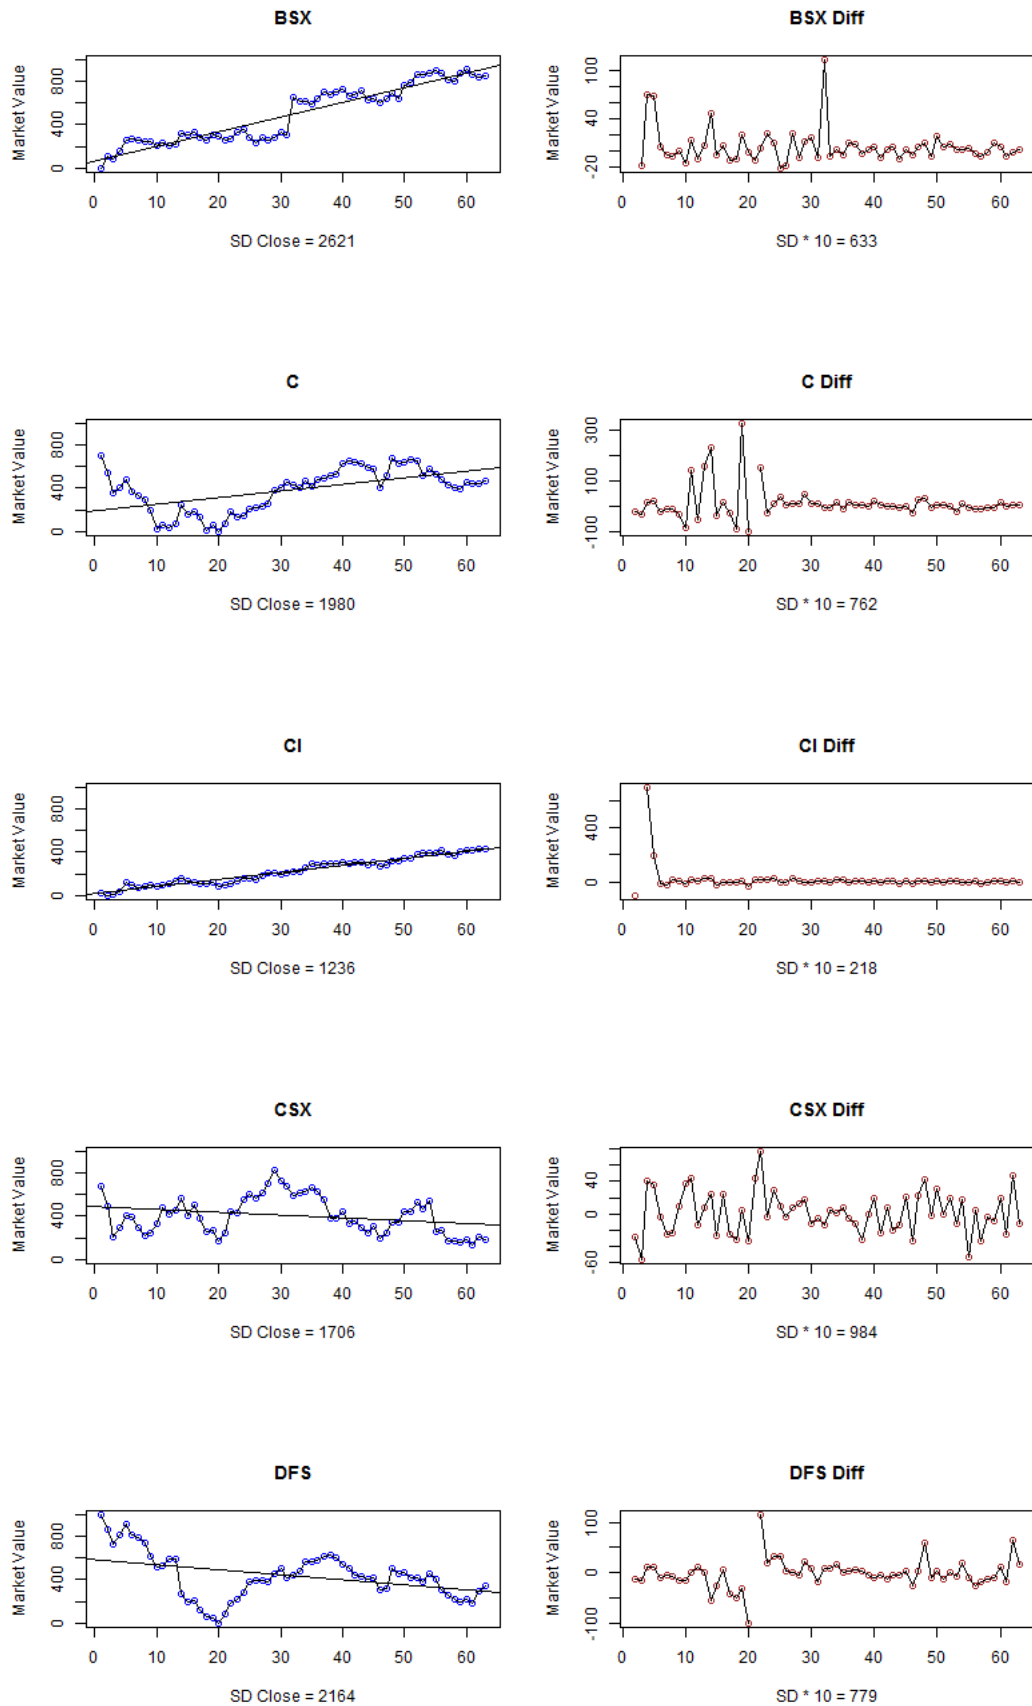 BSX
BSX Diff
Market Value
0 400 800
0 10 20 30 40 50 60
SD Close = 2621
Market Value
-20 40 100
0 10 20 30 40 50 60
SD * 10 = 633
C
C Diff
Market Value
0 400 800
0 10 20 30 40 50 60
SD Close = 1980
Market Value
-100 100 300
0 10 20 30 40 50 60
SD * 10 = 762
CI
CI Diff
Market Value
0 400 800
0 10 20 30 40 50 60
SD Close = 1236
Market Value
0 400
0 10 20 30 40 50 60
SD * 10 = 218
CSX
CSX Diff
Market Value
0 400 800
0 10 20 30 40 50 60
SD Close = 1706
Market Value
-60 0 40
0 10 20 30 40 50 60
SD * 10 = 984
DFS
DFS Diff
Market Value
0 400 800
0 10 20 30 40 50 60
SD Close = 2164
Market Value
-100 0 100
0 10 20 30 40 50 60
SD * 10 = 779